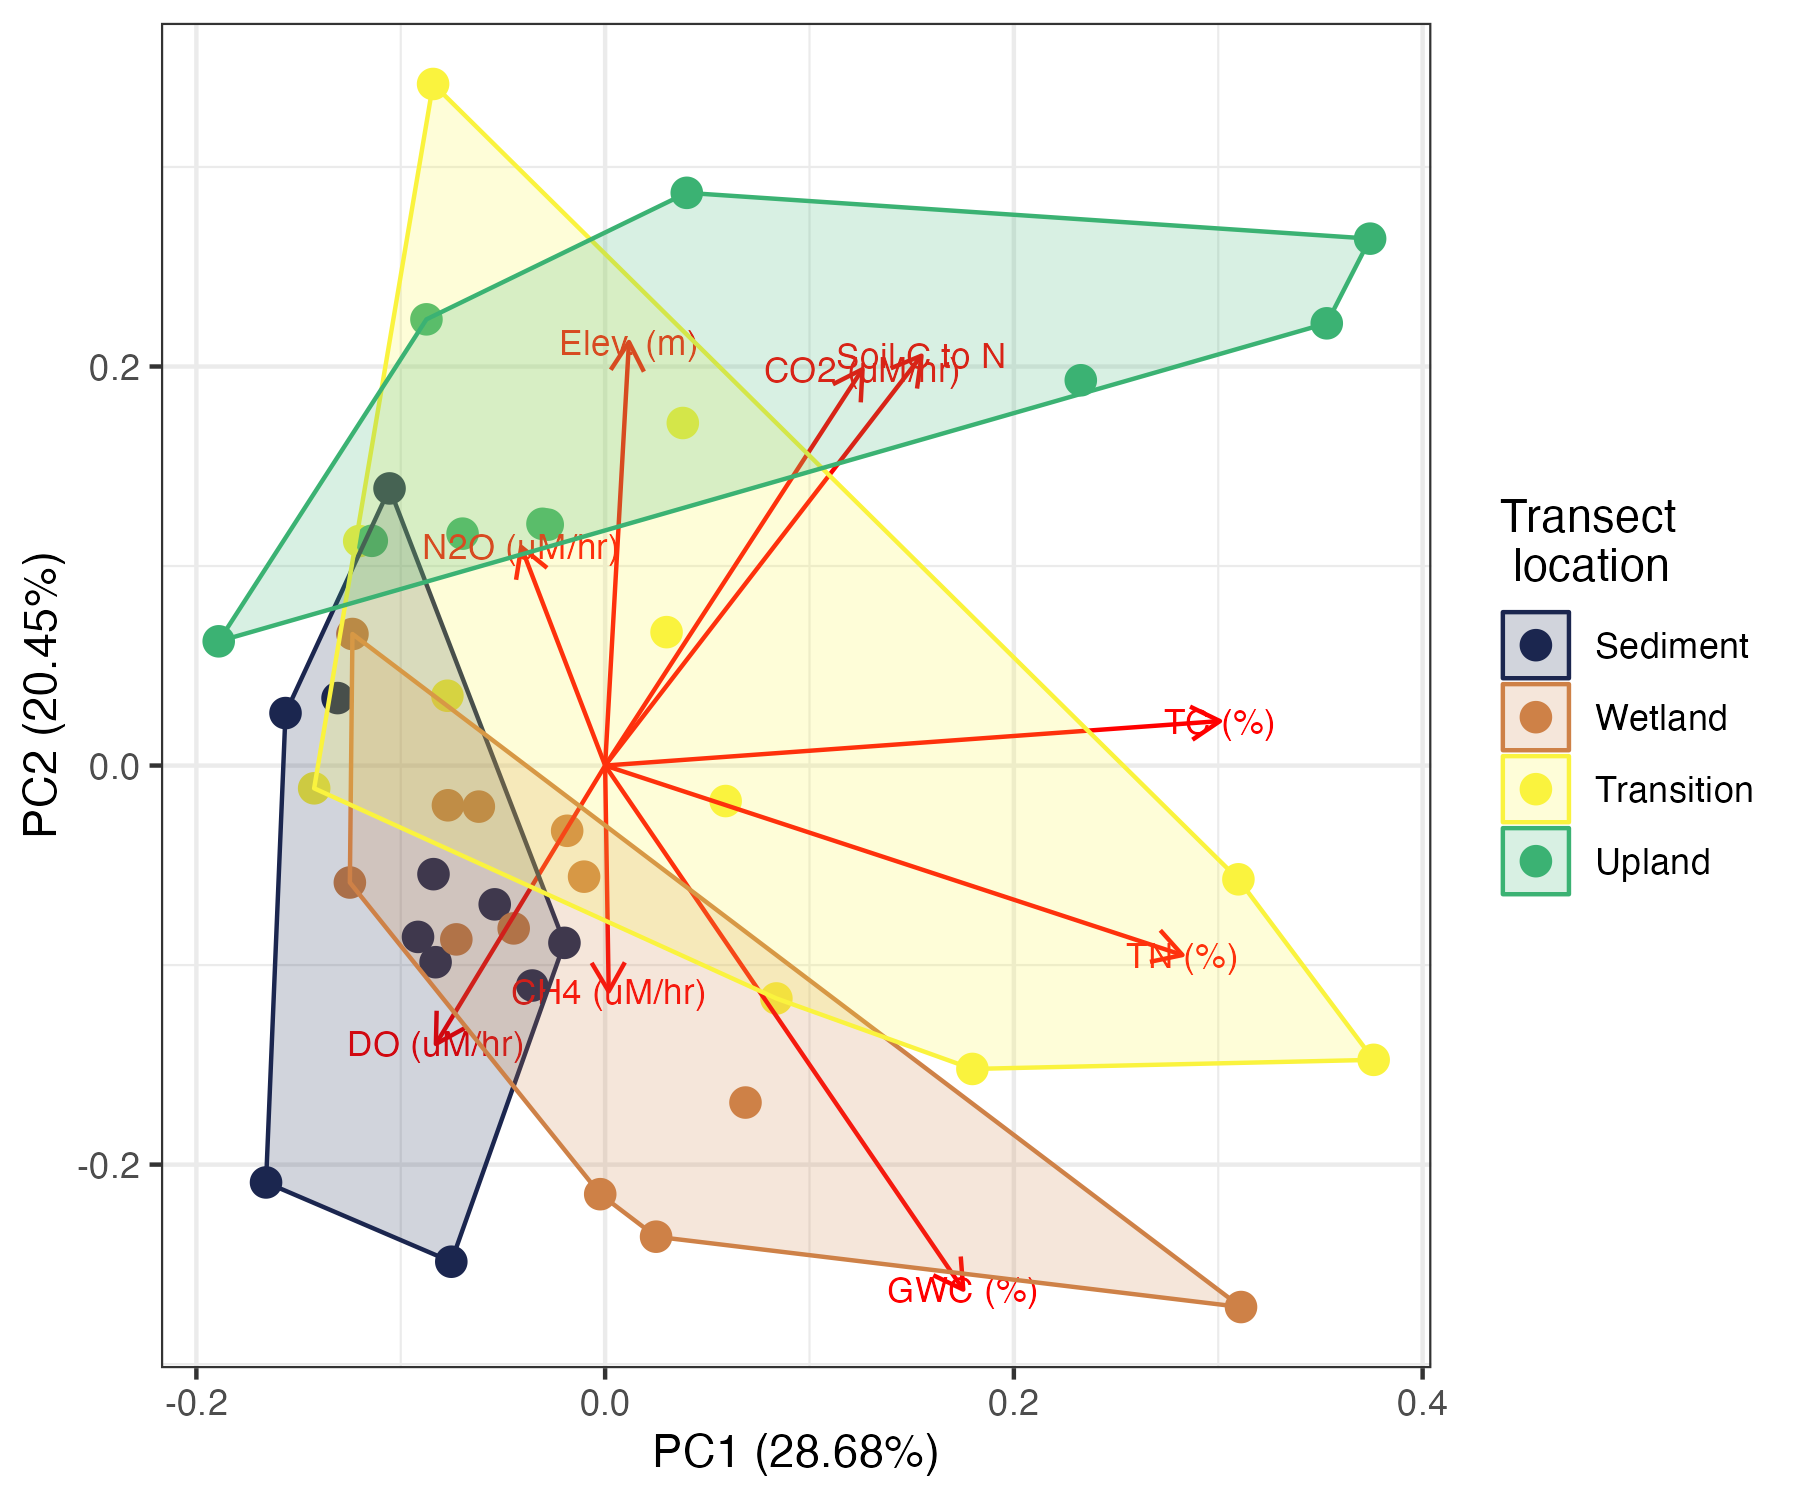 Elev. (m)
Soil C to N
CO2 (uM/hr)
N2O (uM/hr)
TC (%)
TN (%)
CH4 (uM/hr)
DO (uM/hr)
GWC (%)
0.2
0.0
-0.2
-0.2
0.0
0.2
0.4
PC1 (28.68%)
PC2 (20.45%)
Transect
location
Sediment
Wetland
Transition
Upland